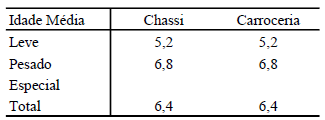 Idade Média Chassi Carroceria
Leve 5,2 5,2
Pesado 6,8 6,8
Especial
Total 6,4 6,4